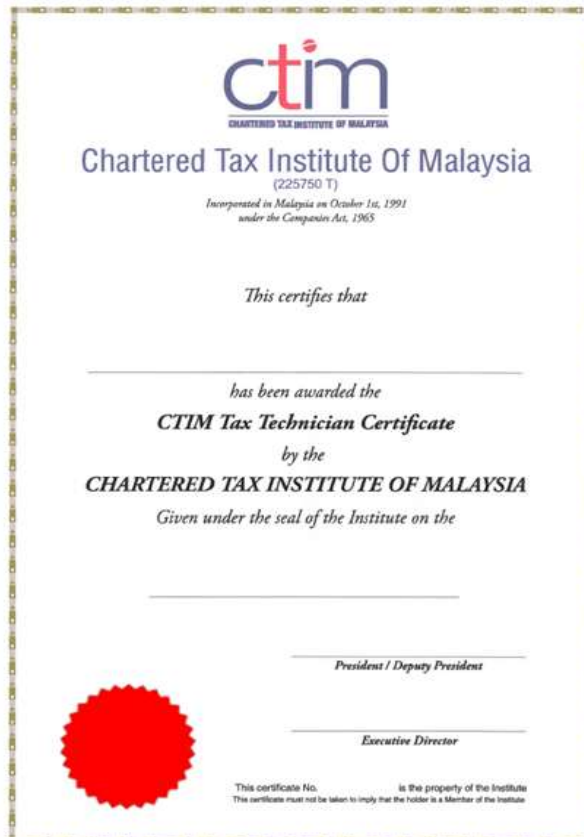 ctim
CHARTERED TAX INSTITUTE OF MALAYSIA
Chartered Tax Institute Of Malaysia
(225750 T)
Incorporated in Malaysia on October 1st, 1991
under the Companies Act, 1965
This certifies that
has been awarded the
CTIM Tax Technician Certificate
by the
CHARTERED TAX INSTITUTE OF MALAYSIA
Given under the seal of the Institute on the
President / Deputy President
Executive Director
This certificate No. is the property of the Institute
This certificate must not be taken to imply that the holder is a Member of the Institute